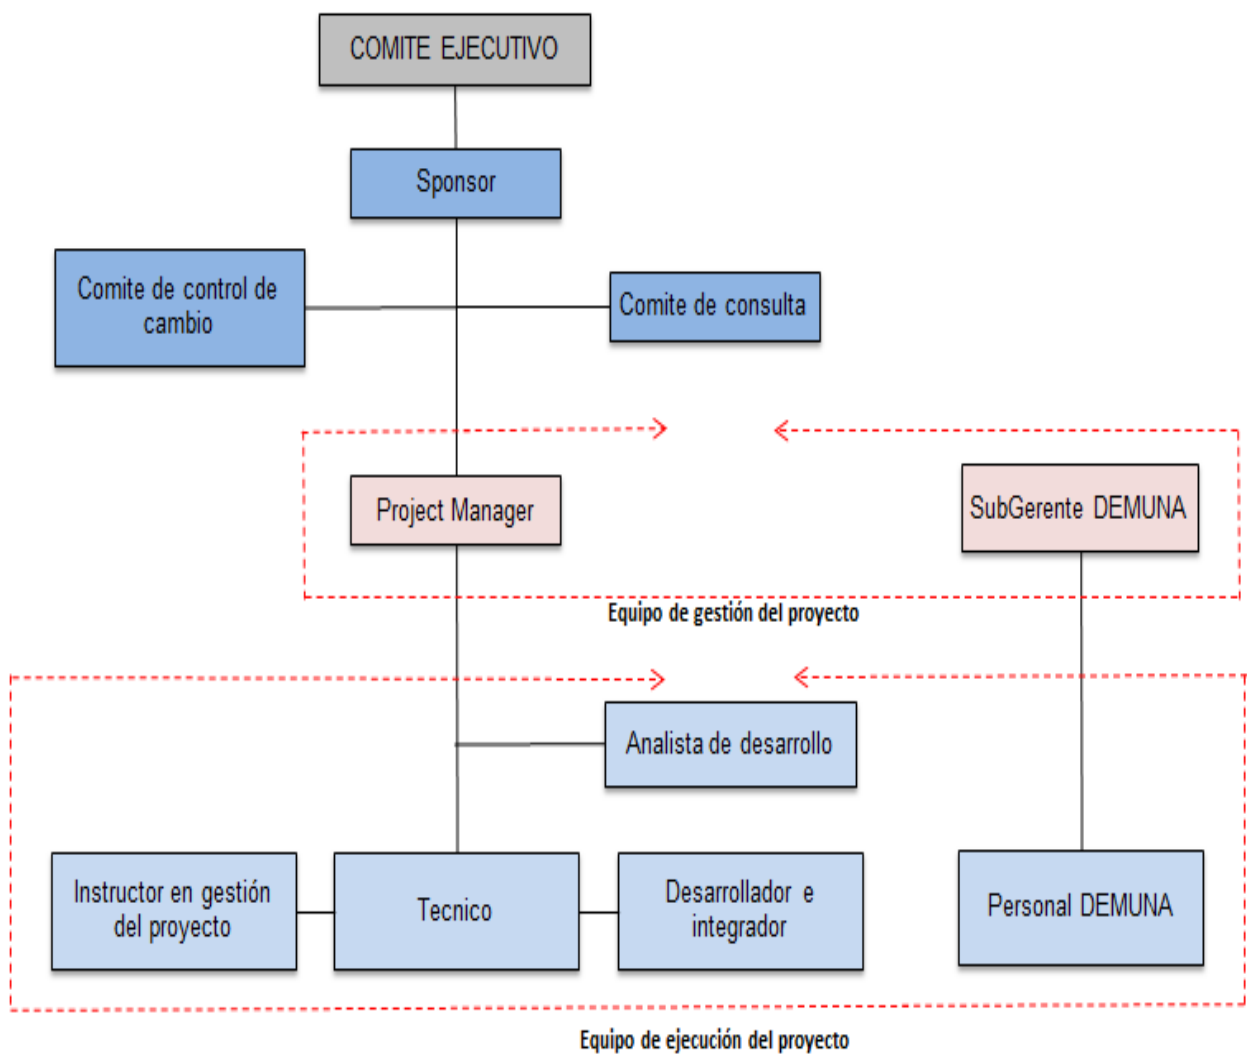 COMITE EJECUTIVO
Sponsor
Comite de control de
cambio
Comite de consulta
Project Manager
SubGerente DEMUNA
Equipo de gestión del proyecto
Analista de desarrollo
Instructor en gestión
del proyecto
Tecnico
Desarrollador e
integrador
Personal DEMUNA
Equipo de ejecución del proyecto